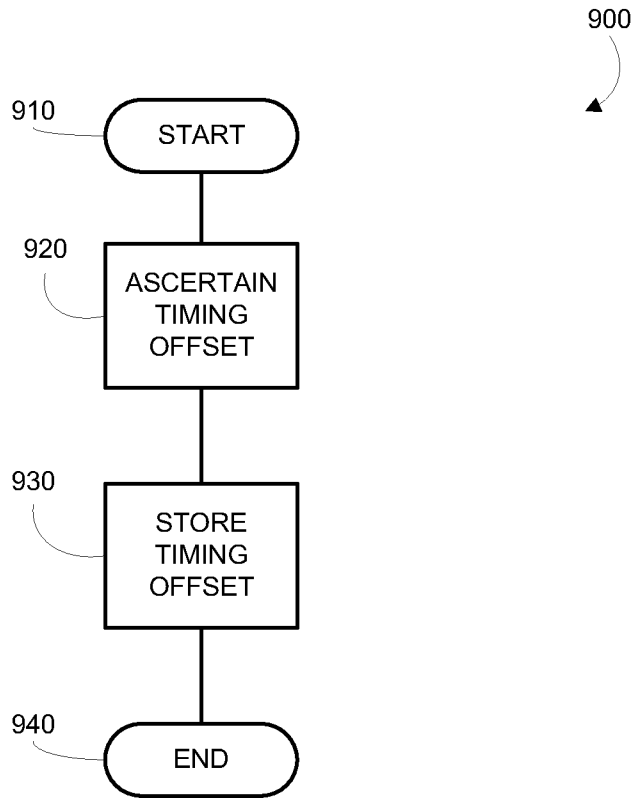 900
910
START
920
ASCERTAIN
TIMING
OFFSET
930
STORE
TIMING
OFFSET
940
END